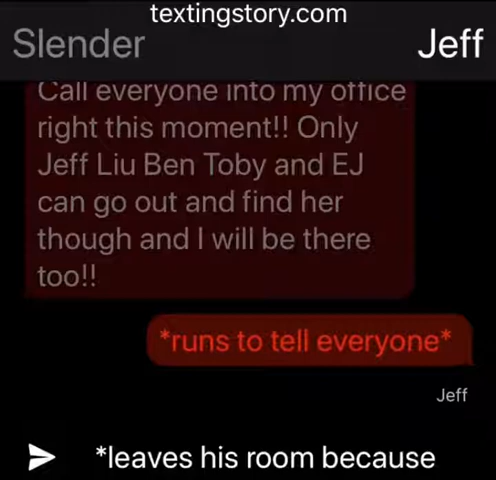 textingstory.com
Slender
Jeff
Call everyone into my office
right this moment!! Only
Jeff Liu Ben Toby and EJ
can go out and find her
though and I will be there
too!!
*runs to tell everyone*
Jeff
*leaves his room because